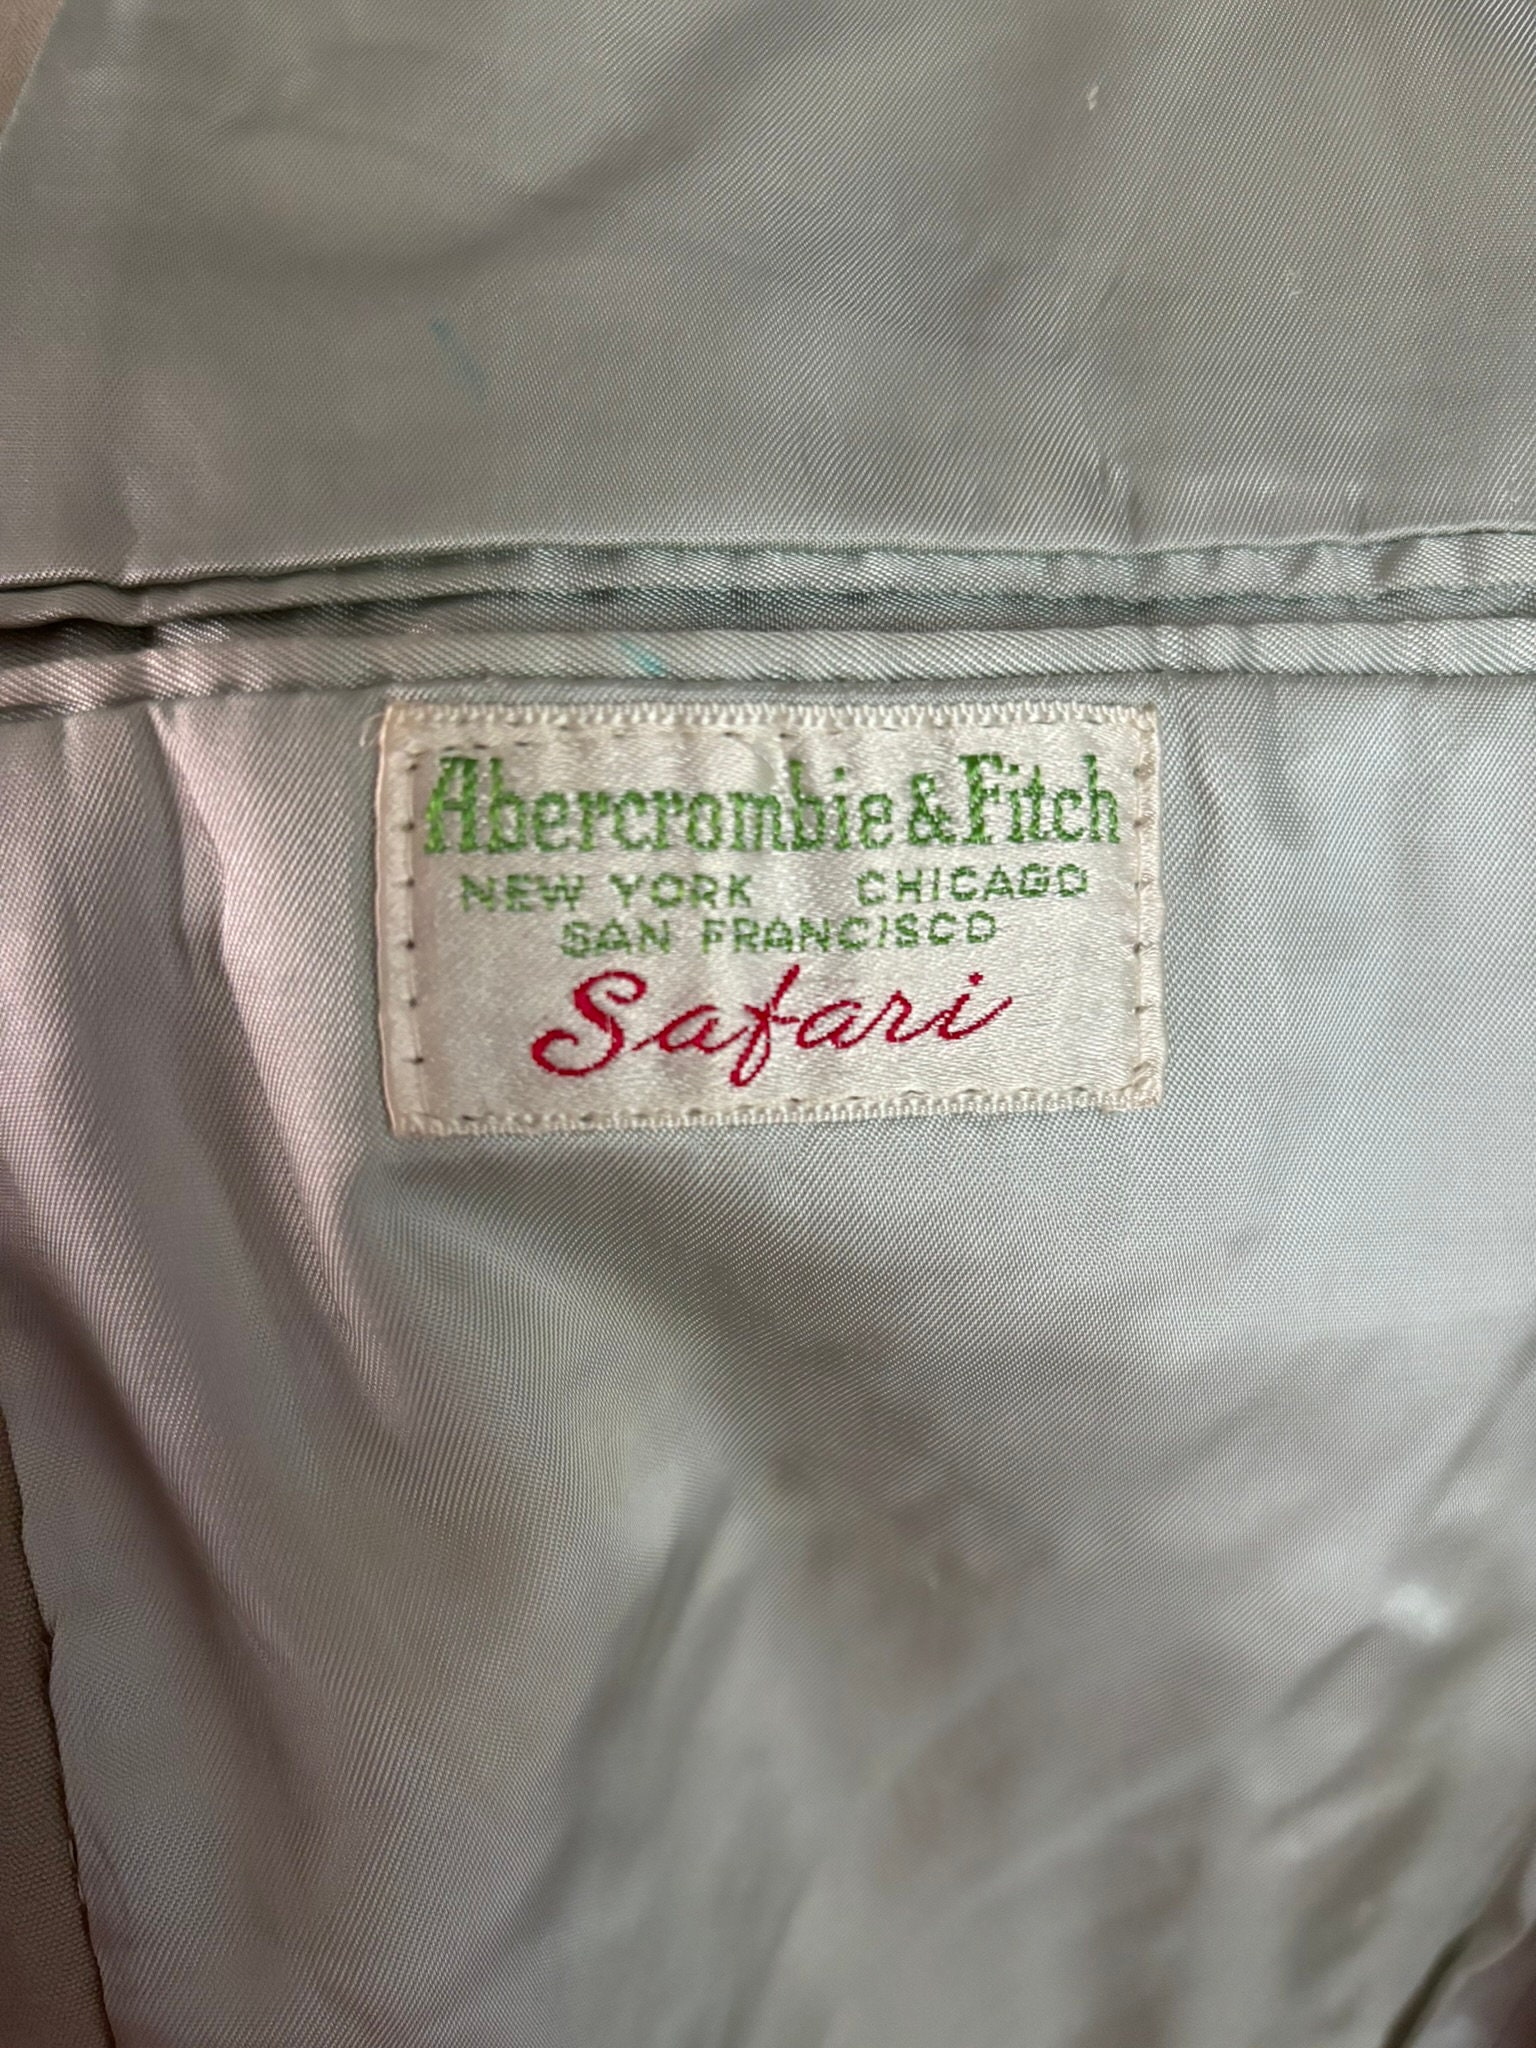 Abercrombie & Fitch
NEW YORK CHICAGO
SAN FRANCISCO
Safari